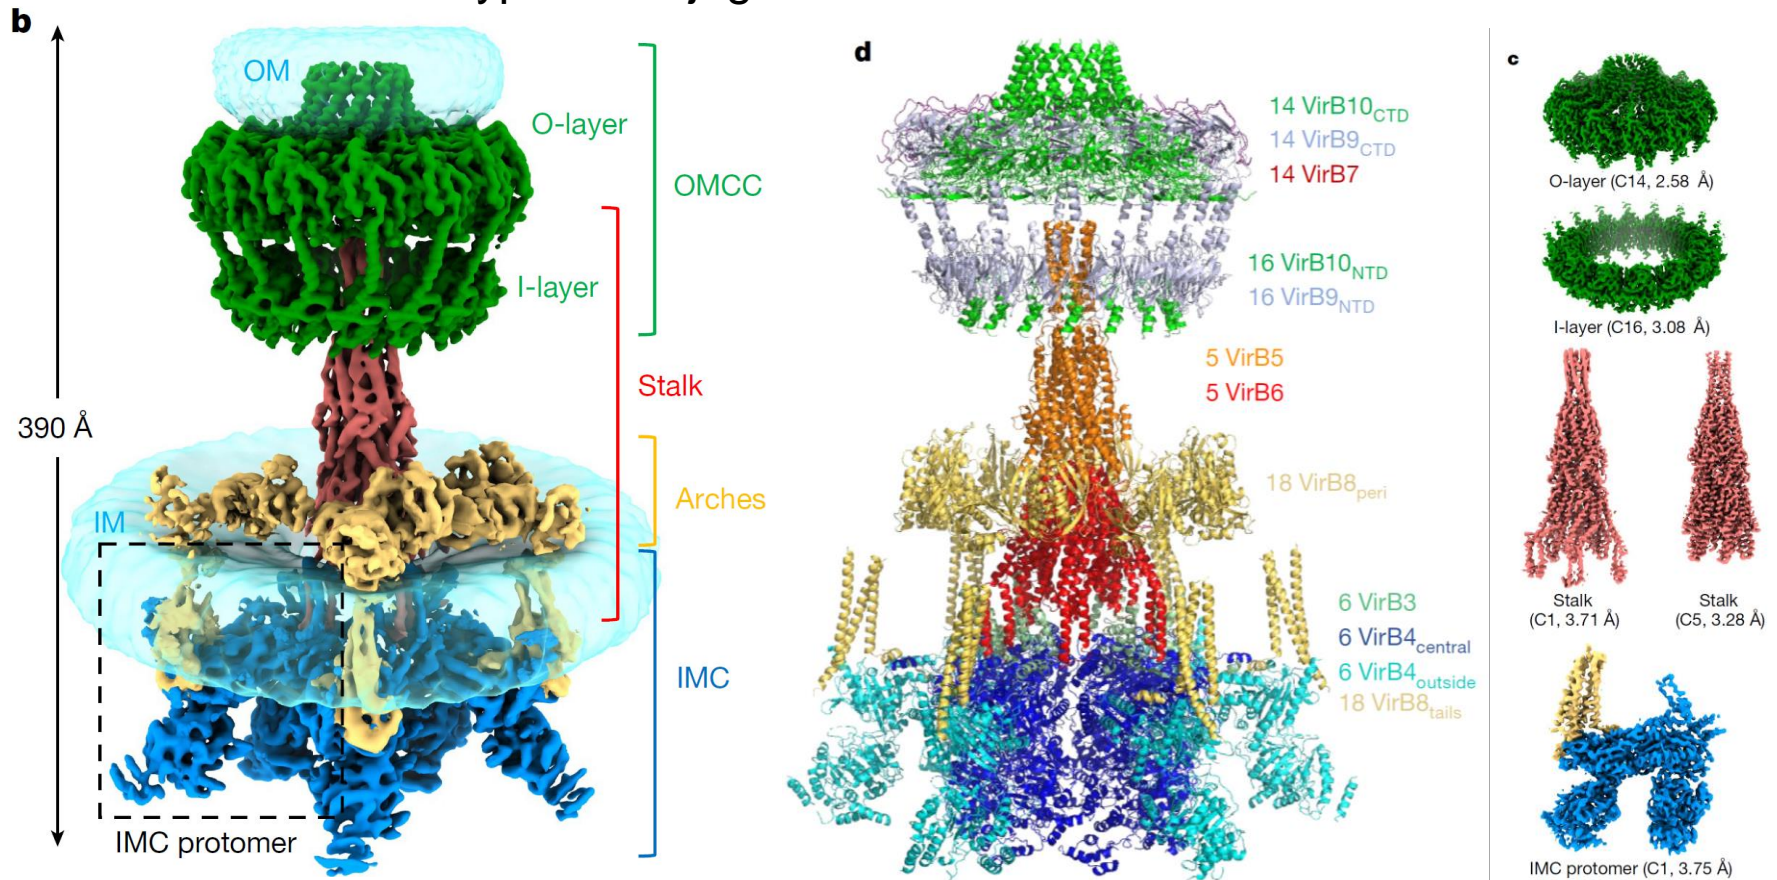 b
OM
O-layer
OMCC
I-layer
Stalk
390 Å
Arches
IM
IMC
IMC protomer
d
14 VirB10CTD
14 VirB9CTD
14 VirB7
16 VirB10NTD
16 VirB9NTD
5 VirB5
5 VirB6
18 VirB8peri
6 VirB3
6 VirB4central
6 VirB4outside
18 VirB8tails
c
O-layer (C14, 2.58 Å)
I-layer (C16, 3.08 Å)
Stalk
(C1, 3.71 Å)
Stalk
(C5, 3.28 Å)
IMC protomer (C1, 3.75 Å)